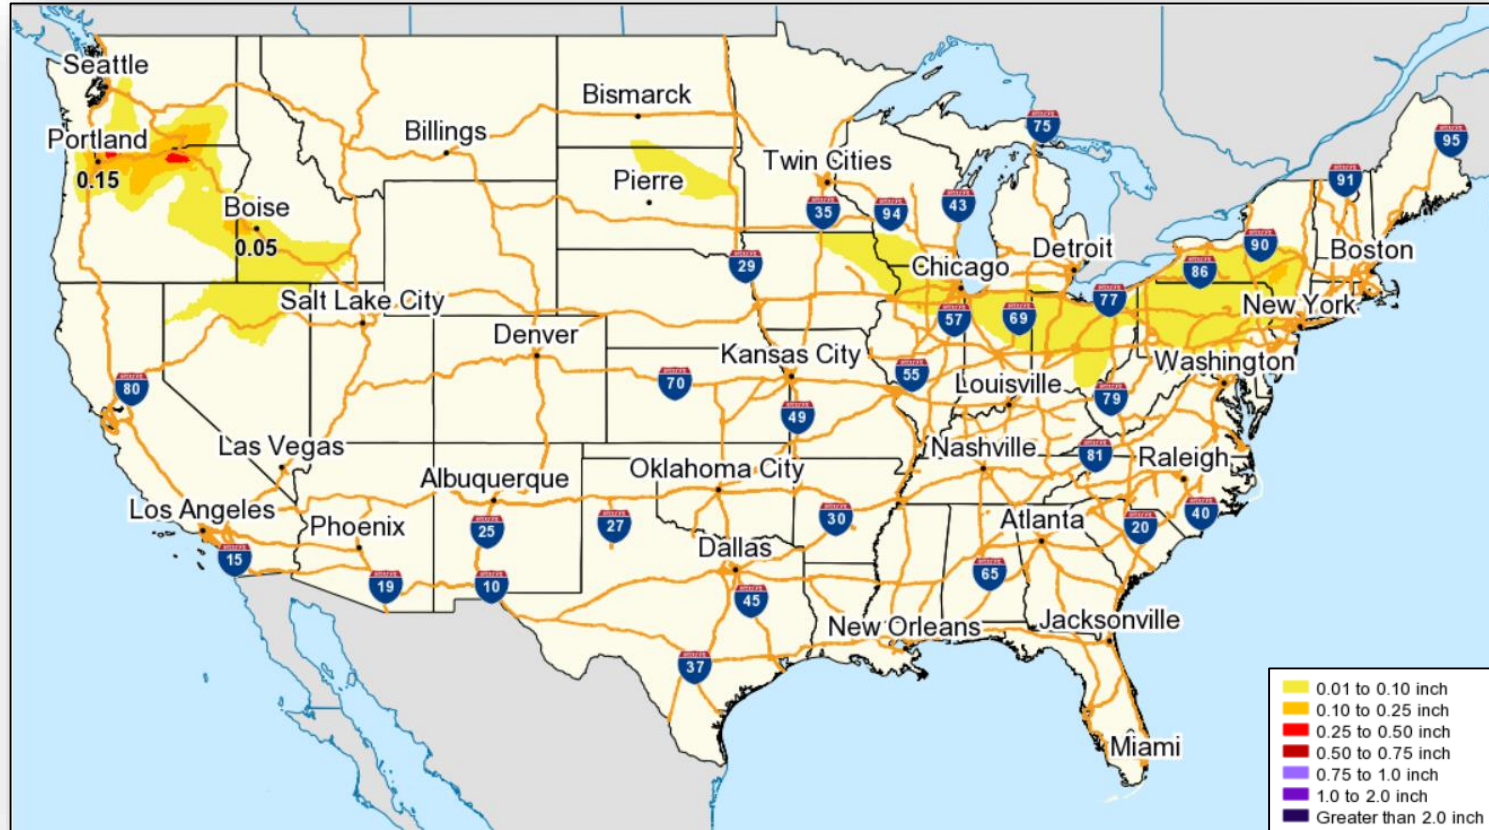 Seattle
Bismarck
Billings
75
95
Portland
Twin Cities
0.15
Pierre
91
Boise
35
94
43
0.05
90
Boston
Detroit
29
Chicago
86
Salt Lake City
77
New York
57
69
Denver
Kansas City
Washington
80
70
55
Louisville
79
49
Las Vegas
Nashville
81
Raleigh
Albuquerque
Oklahoma City
Los Angeles
Phoenix
25
27
30
Atlanta
20
40
Dallas
15
19
10
65
45
New Orleans
Jacksonville
37
Miami
0.01 to 0.10 inch
0.10 to 0.25 inch
0.25 to 0.50 inch
0.50 to 0.75 inch
0.75 to 1.0 inch
1.0 to 2.0 inch
Greater than 2.0 inch